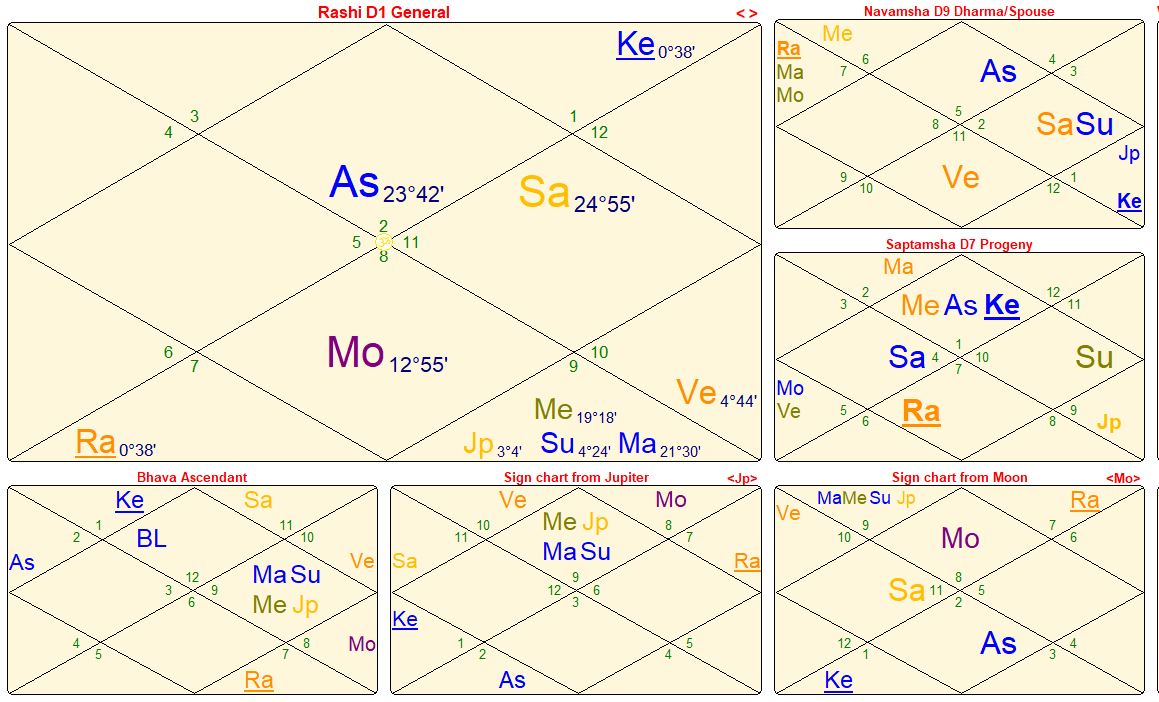 Rashi D1 General < >
Ke 0°38'
3
4
1
12
As 23°42'
Sa 24°55'
2
5 11
8
Mo 12°55'
6
7
10
9
Ve 4°44'
Me 19°18'
Ra 0°38'
Jp 3°4' Su 4°24' Ma 21°30'
Navamsha D9 Dharma/Spouse
Me
Ra
Ma
Mo
6
7
As
4
3
5
8 2
11
Sa Su
Jp
9
10
Ve
1
12
Ke
Saptamsha D7 Progeny
Ma
2
3
Me As Ke
12
11
1
Sa 4 10
7
Su
Mo
Ve
5
6
Ra
9
8
Jp
Bhava Ascendant
Ke Sa
1
2
BL
11
10
As
Ve
12
3 9
6
Ma Su
Me Jp
4
5
8
7
Mo
Ra
Sign chart from Jupiter <Jp>
Ve Mo
10
11
Me Jp
Ma Su
8
7
Sa
Ra
9
12 6
3
Ke
1
2
5
4
As
Sign chart from Moon <Mo>
Ma Me Su Jp Ra
Ve
9
10
Mo
7
6
8
Sa 11 5
2
12
1
As
4
3
Ke